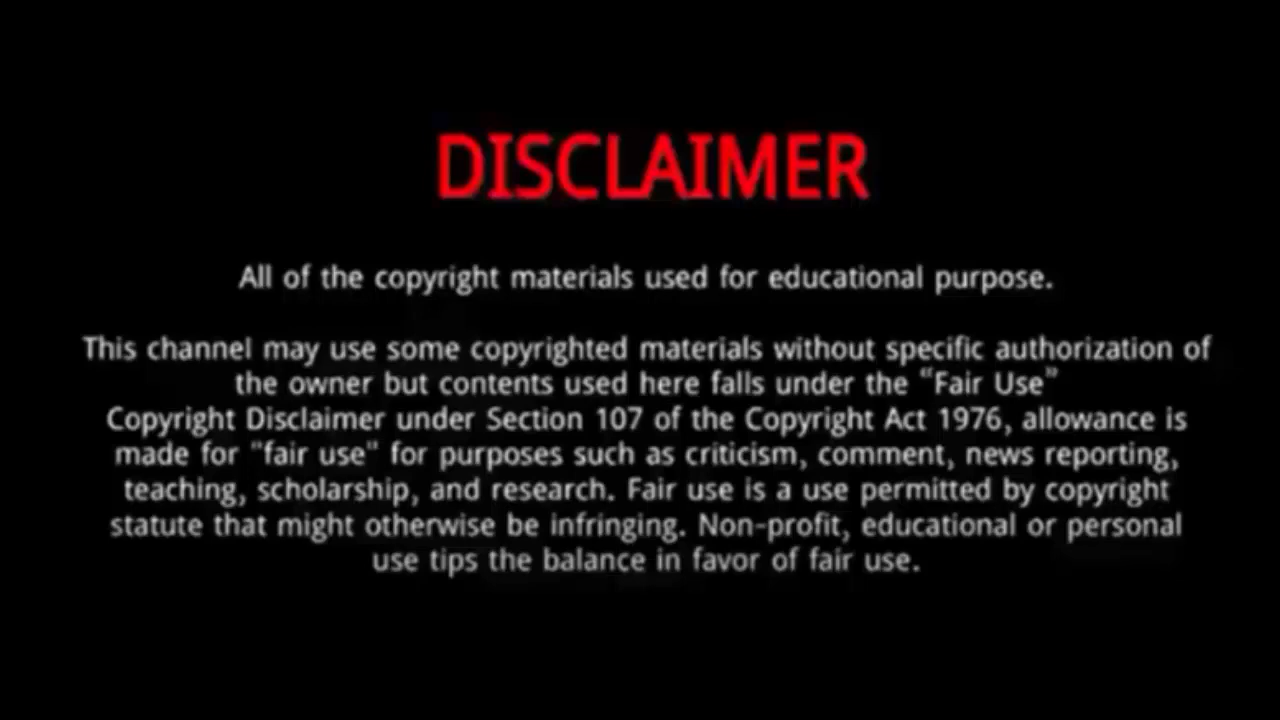 DISCLAIMER
All of the copyright materials used for educational purpose.
This channel may use some copyrighted materials without specific authorization of
the owner but contents used here falls under the “Fair Use”
Copyright Disclaimer under Section 107 of the Copyright Act 1976, allowance is
made for "fair use" for purposes such as criticism, comment, news reporting,
teaching, scholarship, and research. Fair use is a use permitted by copyright
statute that might otherwise be infringing. Non-profit, educational or personal
use tips the balance in favor of fair use.